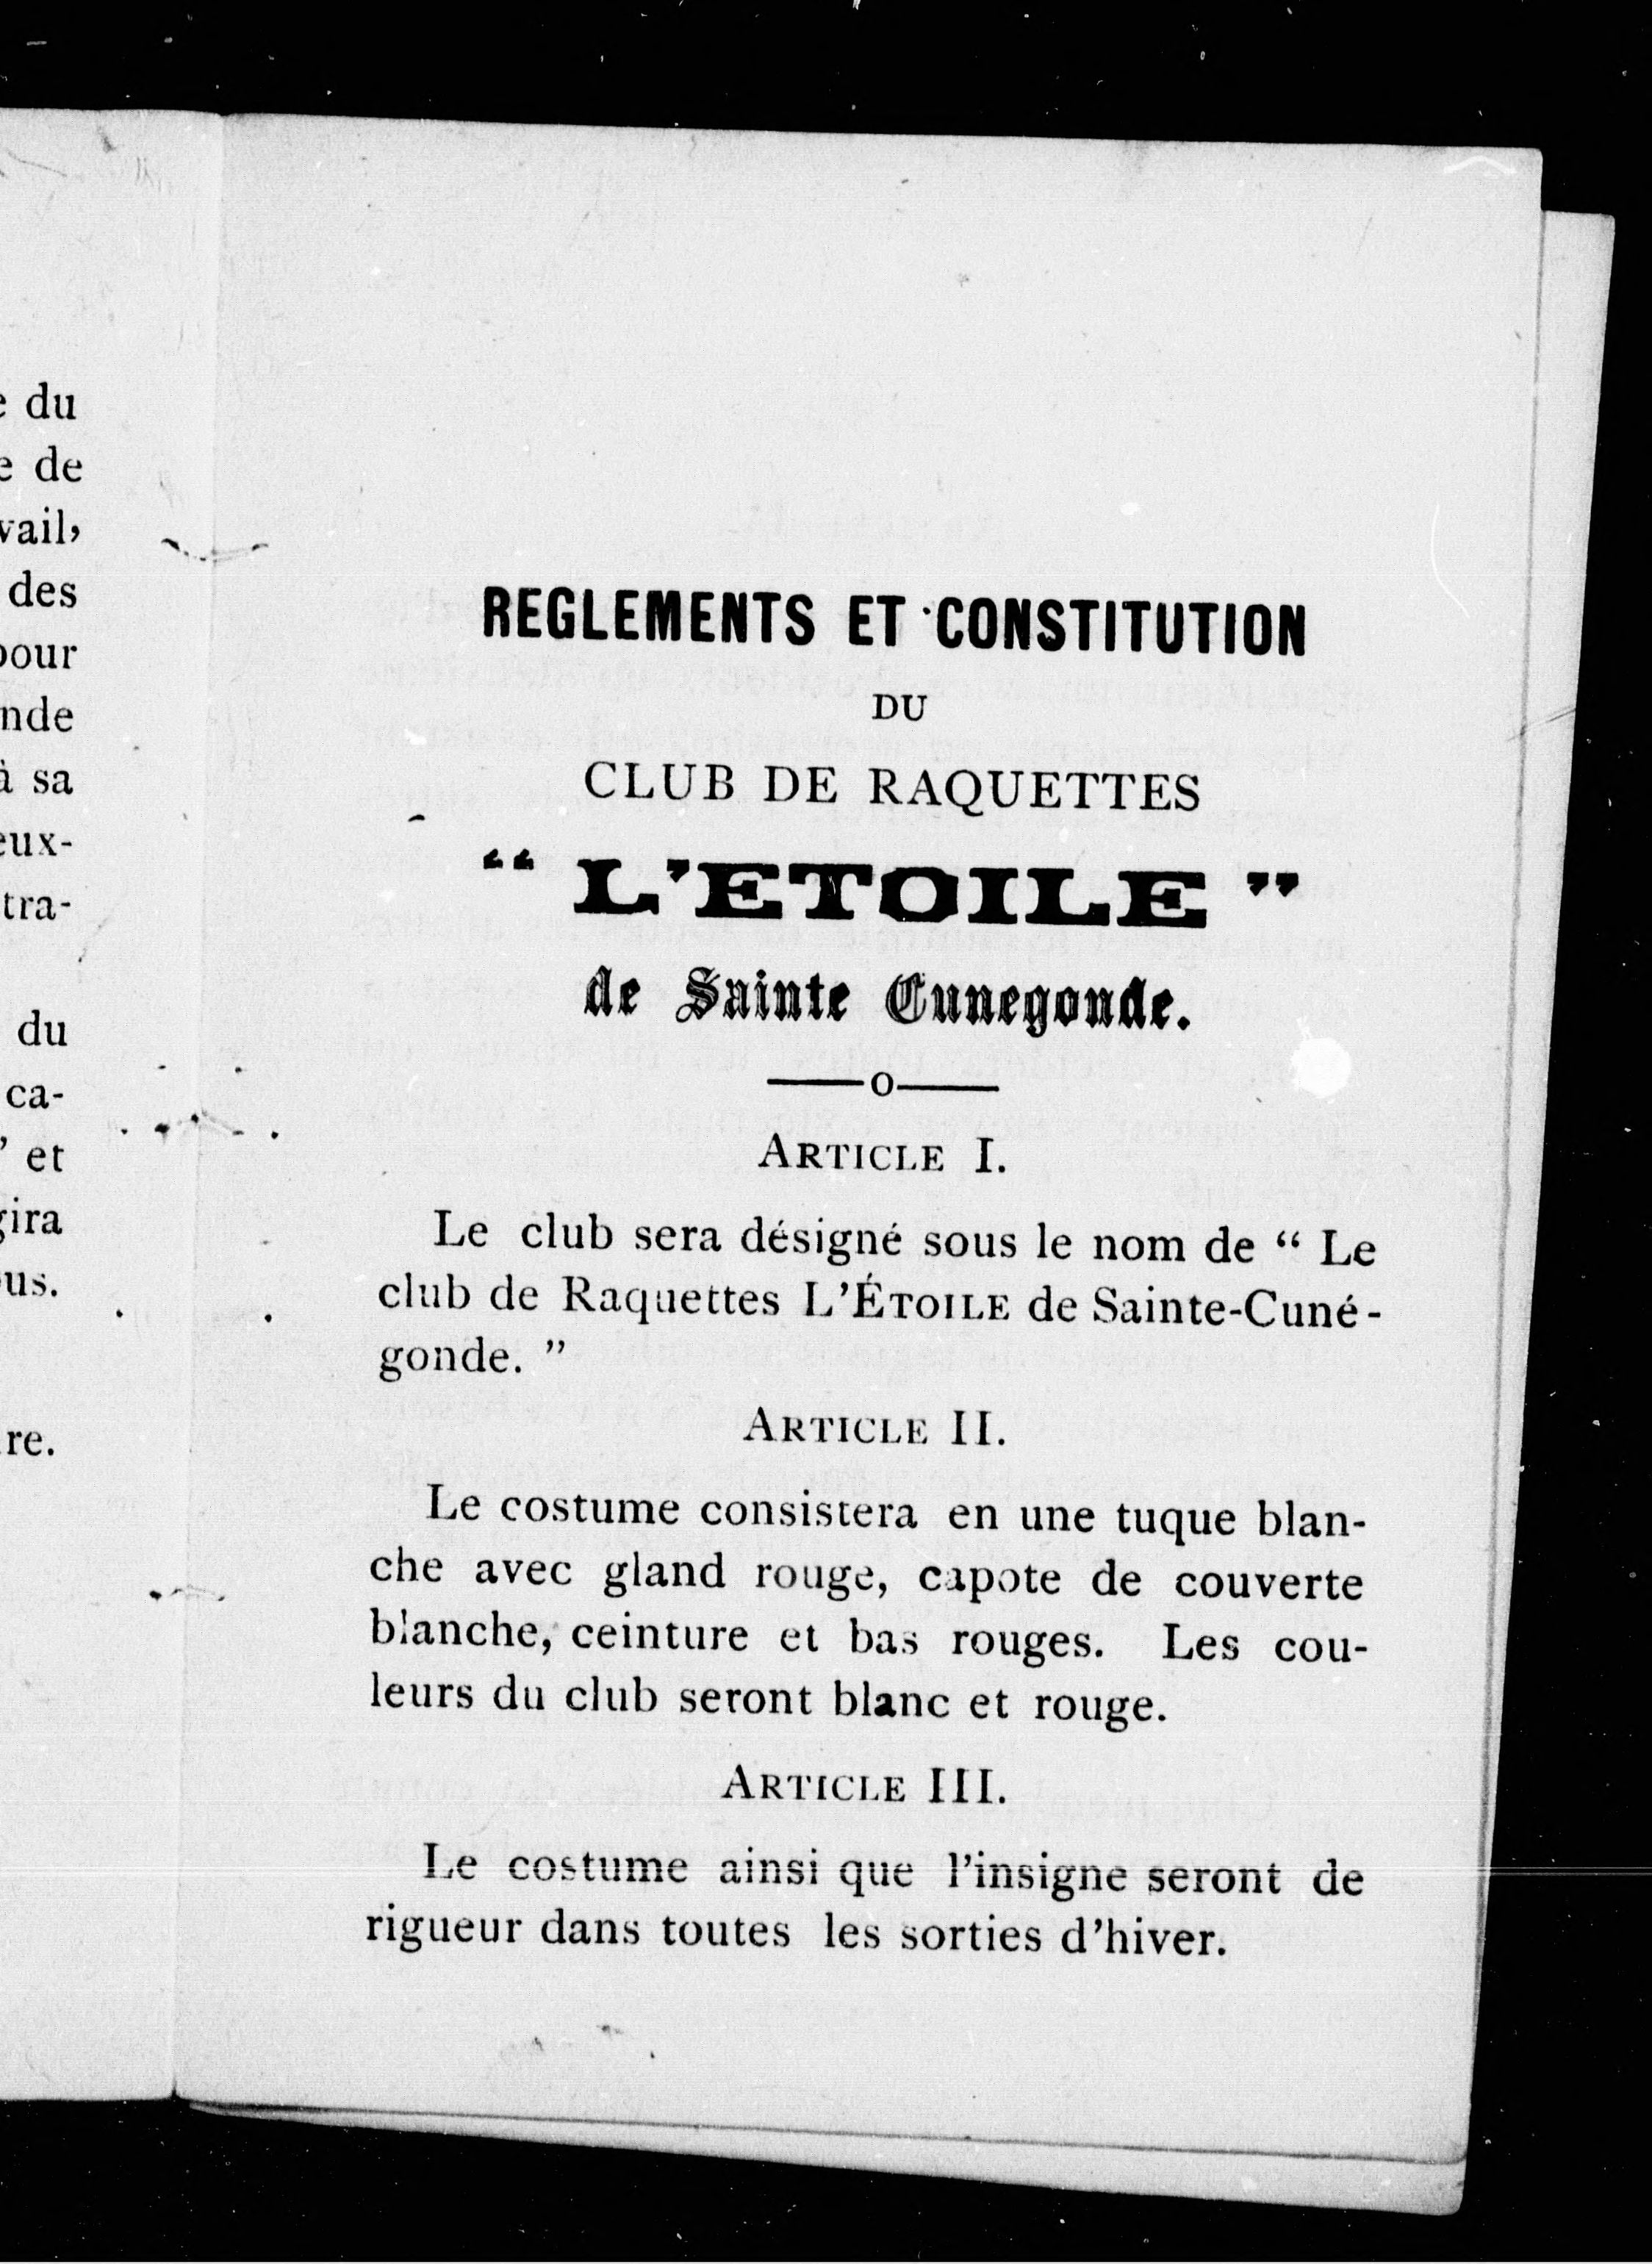 e du
e de
vail,
des
pour
nde
à sa
eux-
tra-
du
ca-
” et
gira
ous.
re.
REGLEMENTS ET CONSTITUTION
DU
CLUB DE RAQUETTES
“ L’ETOILE ”
de Sainte Cunegonde.
——o——
ARTICLE I.
Le club sera désigné sous le nom de “ Le
club de Raquettes L’ÉTOILE de Sainte-Cuné-
gonde. ”
ARTICLE II.
Le costume consistera en une tuque blan-
che avec gland rouge, capote de couverte
blanche, ceinture et bas rouges. Les cou-
leurs du club seront blanc et rouge.
ARTICLE III.
Le costume ainsi que l’insigne seront de
rigueur dans toutes les sorties d’hiver.